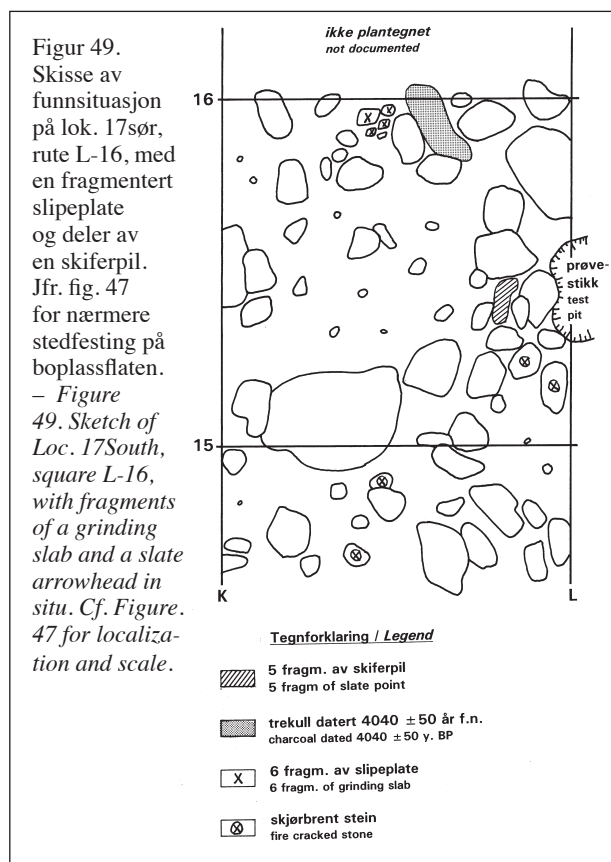 Figur 49.
Skisse av
funnsituasjon
på lok. 17sør,
rute L-16, med
en fragmentert
slipeplate
og deler av
en skiferpil.
Jfr. fig. 47
for nærmere
stedfesting på
boplassflaten.
– Figure
49. Sketch of
Loc. 17South,
square L-16,
with fragments
of a grinding
slab and a slate
arrowhead in
situ. Cf. Figure.
47 for localiza-
tion and scale.
ikke plantegnet
not documented
16
x
prøve-
stikk
test
pit
15
K
L
Tegnforklaring / Legend
5 fragm. av skiferpil
5 fragm of slate point
trekull datert 4040 ±50 år f.n.
charcoal dated 4040 ±50 y. BP
x
6 fragm. av slipeplate
6 fragm. of grinding slab
skjørbrent stein
fire cracked stone